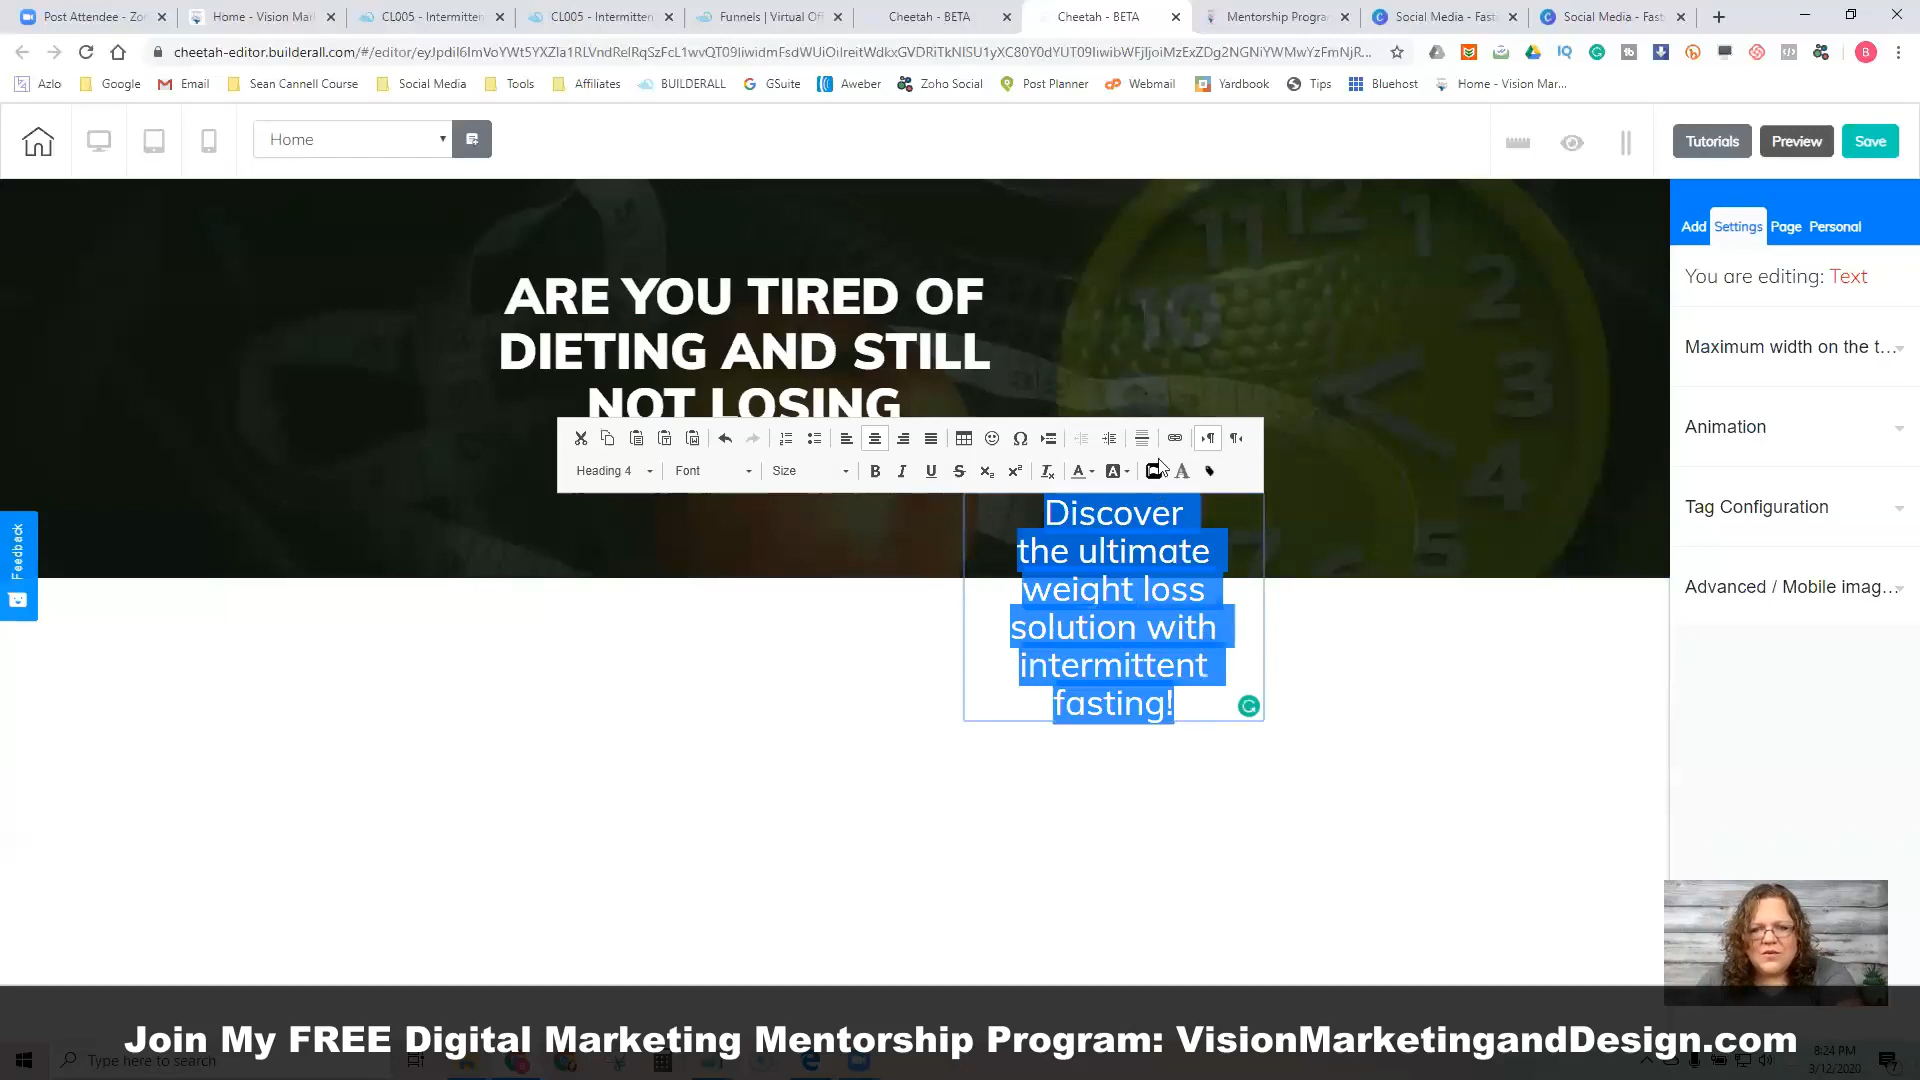 Post Attendee - Zo
Home - Vision Mar
CL005 - Intermitten
CL005 - Intermitten
Funnels | Virtual Off
Cheetah - BETA
Cheetah - BETA
Mentorship Progra
Social Media - Fast
Social Media - Fast
cheetah-editor.builderall.com/#/editor/
Azlo
Google
Email
Sean Cannell Course
Social Media
Tools
Affiliates
BUILDERALL
GSuite
Aweber
Zoho Social
Post Planner
Webmail
Yardbook
Tips
Bluehost
Home - Vision Mar...
Home
Tutorials
Preview
Save
Add
Settings
Page
Personal
You are editing: Text
Maximum width on the t...
Animation
Tag Configuration
Advanced / Mobile imag...
ARE YOU TIRED OF
DIETING AND STILL
NOT LOSING
Heading 4
Font
Size
Discover
the ultimate
weight loss
solution with
intermittent
fasting!
Feedback
Join My FREE Digital Marketing Mentorship Program: VisionMarketingandDesign.com
Type here to search
8:24 PM
3/12/2020